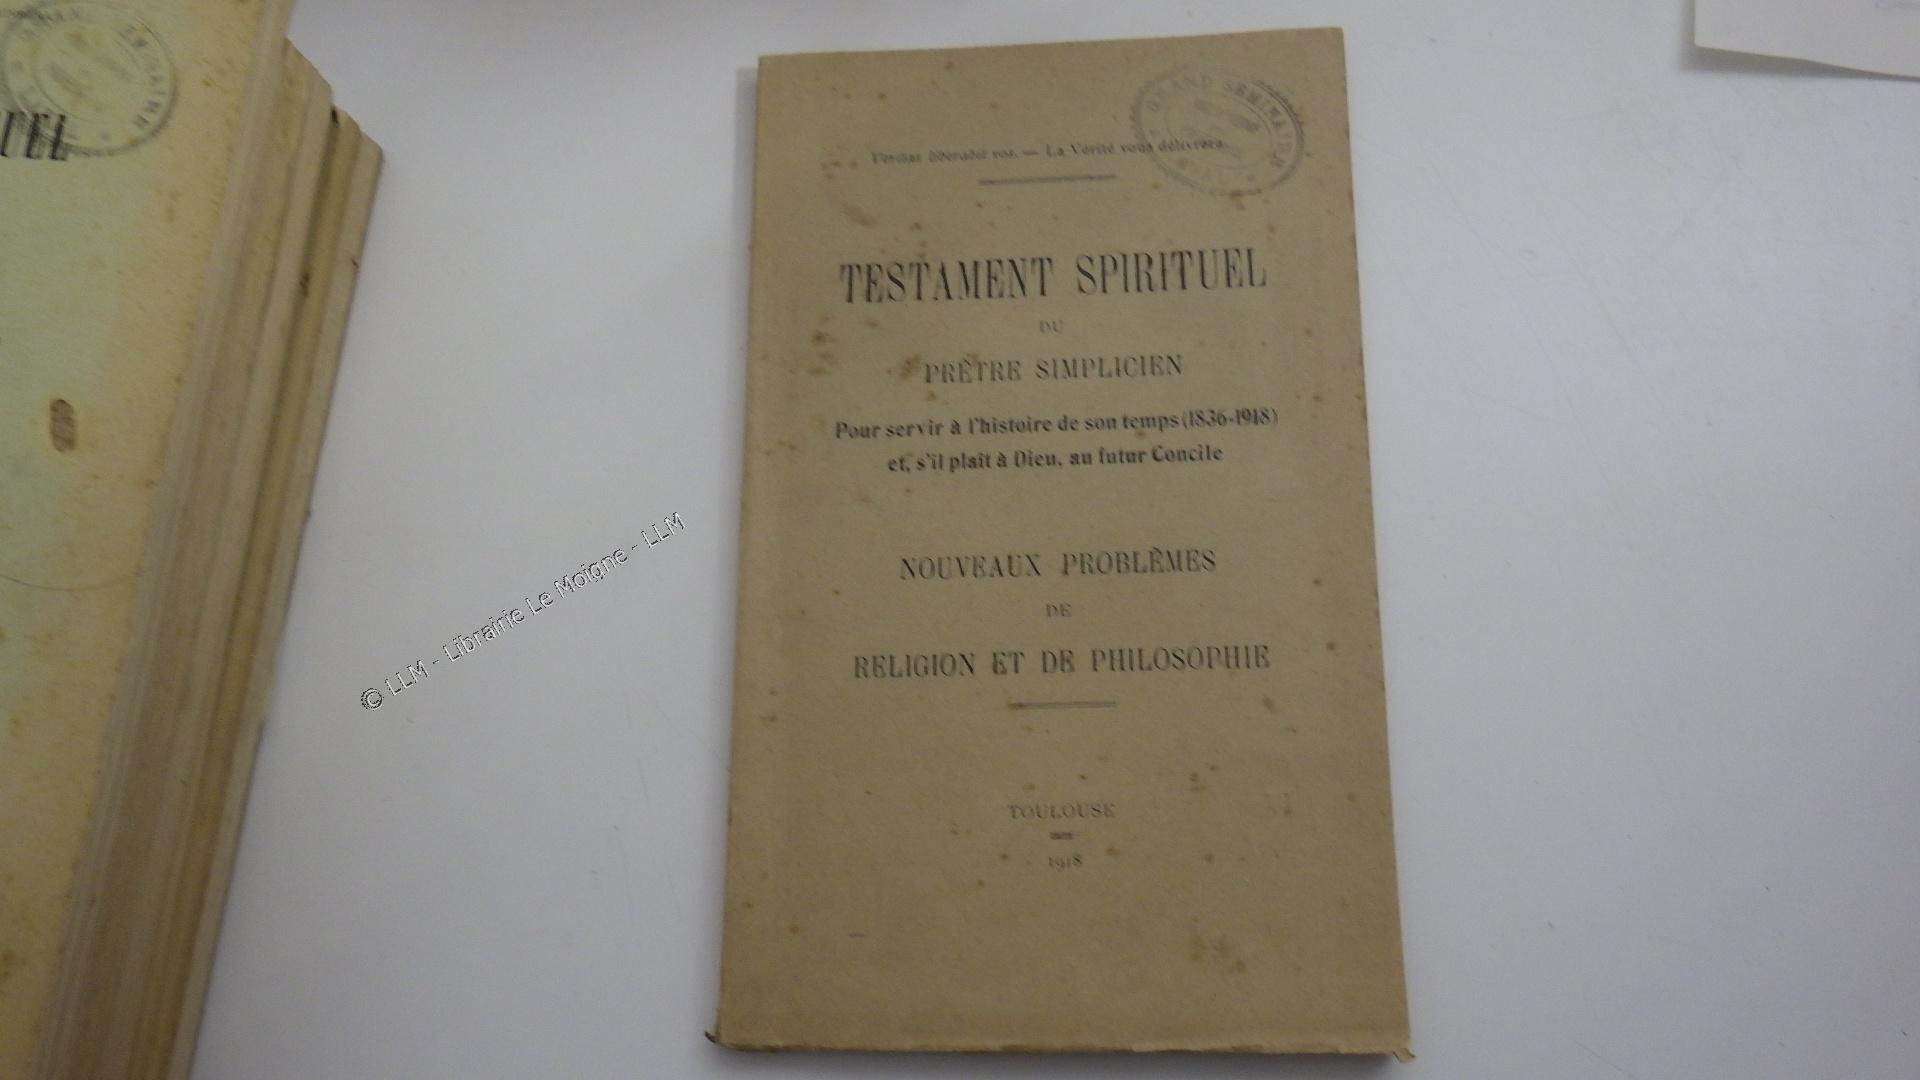 UEL
GRAND SEMINAIRE
Veritas liberabit vos. — La Vérité vous délivrera.
TESTAMENT SPIRITUEL
DU
PRÊTRE SIMPLICIEN
Pour servir à l'histoire de son temps (1836-1918)
et, s'il plaît à Dieu, au futur Concile
NOUVEAUX PROBLÈMES
DE
RELIGION ET DE PHILOSOPHIE
TOULOUSE
1918
© LLM - Librairie Le Moigne - LLM